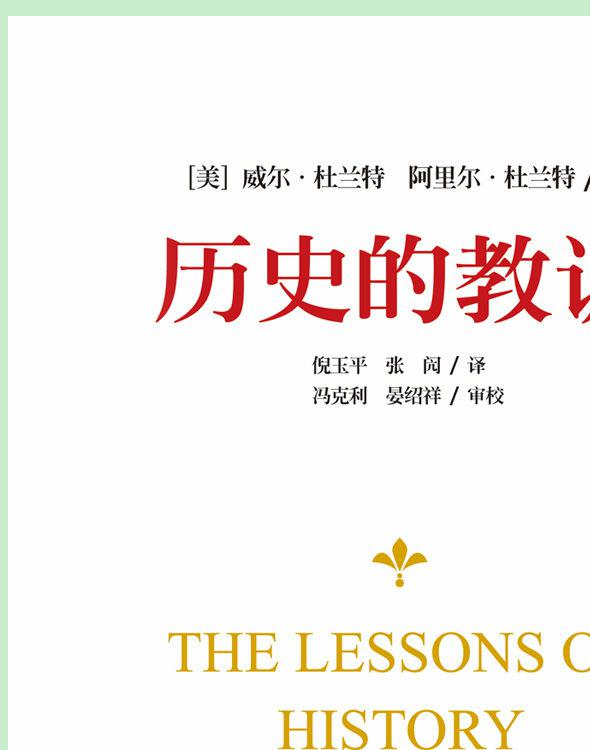 [美] 威尔·杜兰特 阿里尔·杜兰特 /
历史的教
倪玉平 张 闶 / 译
冯克利 晏绍祥 / 审校
THE LESSONS
HISTORY